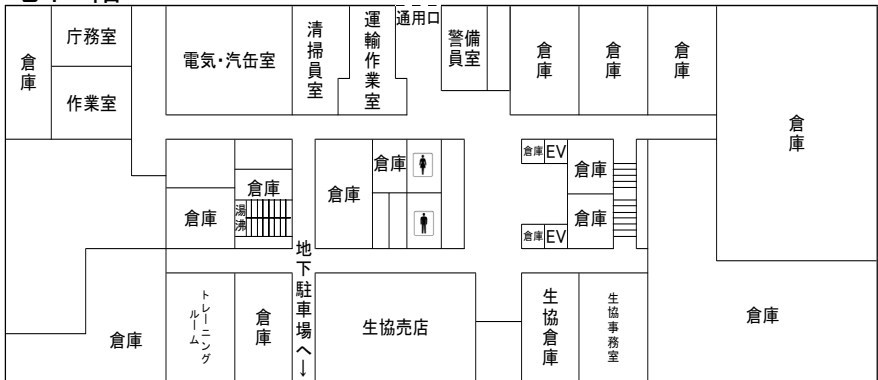 倉庫
庁務室
作業室
電気・汽缶室
清掃員室
運輸作業室
通用口
警備員室
倉庫
倉庫
倉庫
倉庫
倉庫
倉庫
湯沸
倉庫
倉庫
倉庫 EV
倉庫
倉庫
倉庫 EV
倉庫
トレーニングルーム
倉庫
地下駐車場へ↓
生協売店
生協倉庫
生協事務室
倉庫